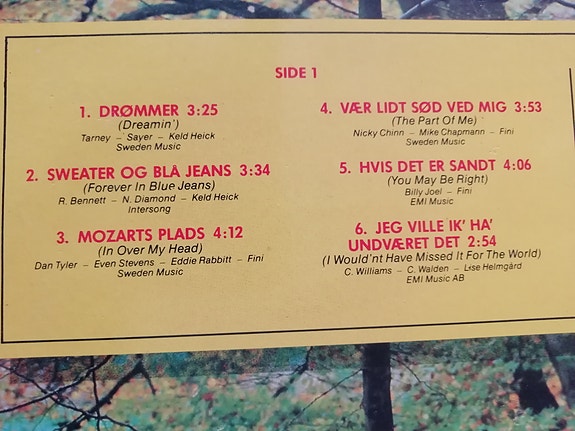 SIDE 1
1. DRØMMER 3:25
(Dreamin')
Tarney – Sayer – Keld Heick
Sweden Music
2. SWEATER OG BLÅ JEANS 3:34
(Forever In Blue Jeans)
R. Bennett – N. Diamond – Keld Heick
Intersong
3. MOZARTS PLADS 4:12
(In Over My Head)
Dan Tyler – Even Stevens – Eddie Rabbitt – Fini
Sweden Music
4. VÆR LIDT SØD VED MIG 3:53
(The Part Of Me)
Nicky Chinn – Mike Chapmann – Fini
Sweden Music
5. HVIS DET ER SANDT 4:06
(You May Be Right)
Billy Joel – Fini
EMI Music
6. JEG VILLE IK' HA'
UNDVÆRET DET 2:54
(I Would'nt Have Missed It For The World)
C. Williams – C. Walden – Lise Helmgård
EMI Music AB